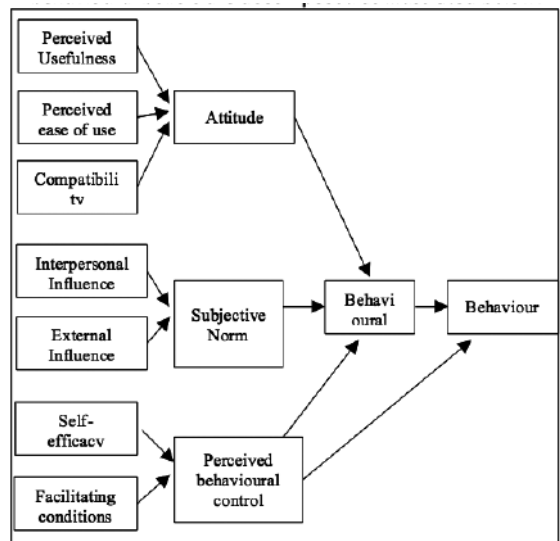 Perceived
Usefulness
Perceived
ease of use
Compatibili
ty
Attitude
Interpersonal
Influence
External
Influence
Subjective
Norm
Behavi
oural
Behaviour
Self-
efficacy
Facilitating
conditions
Perceived
behavioural
control